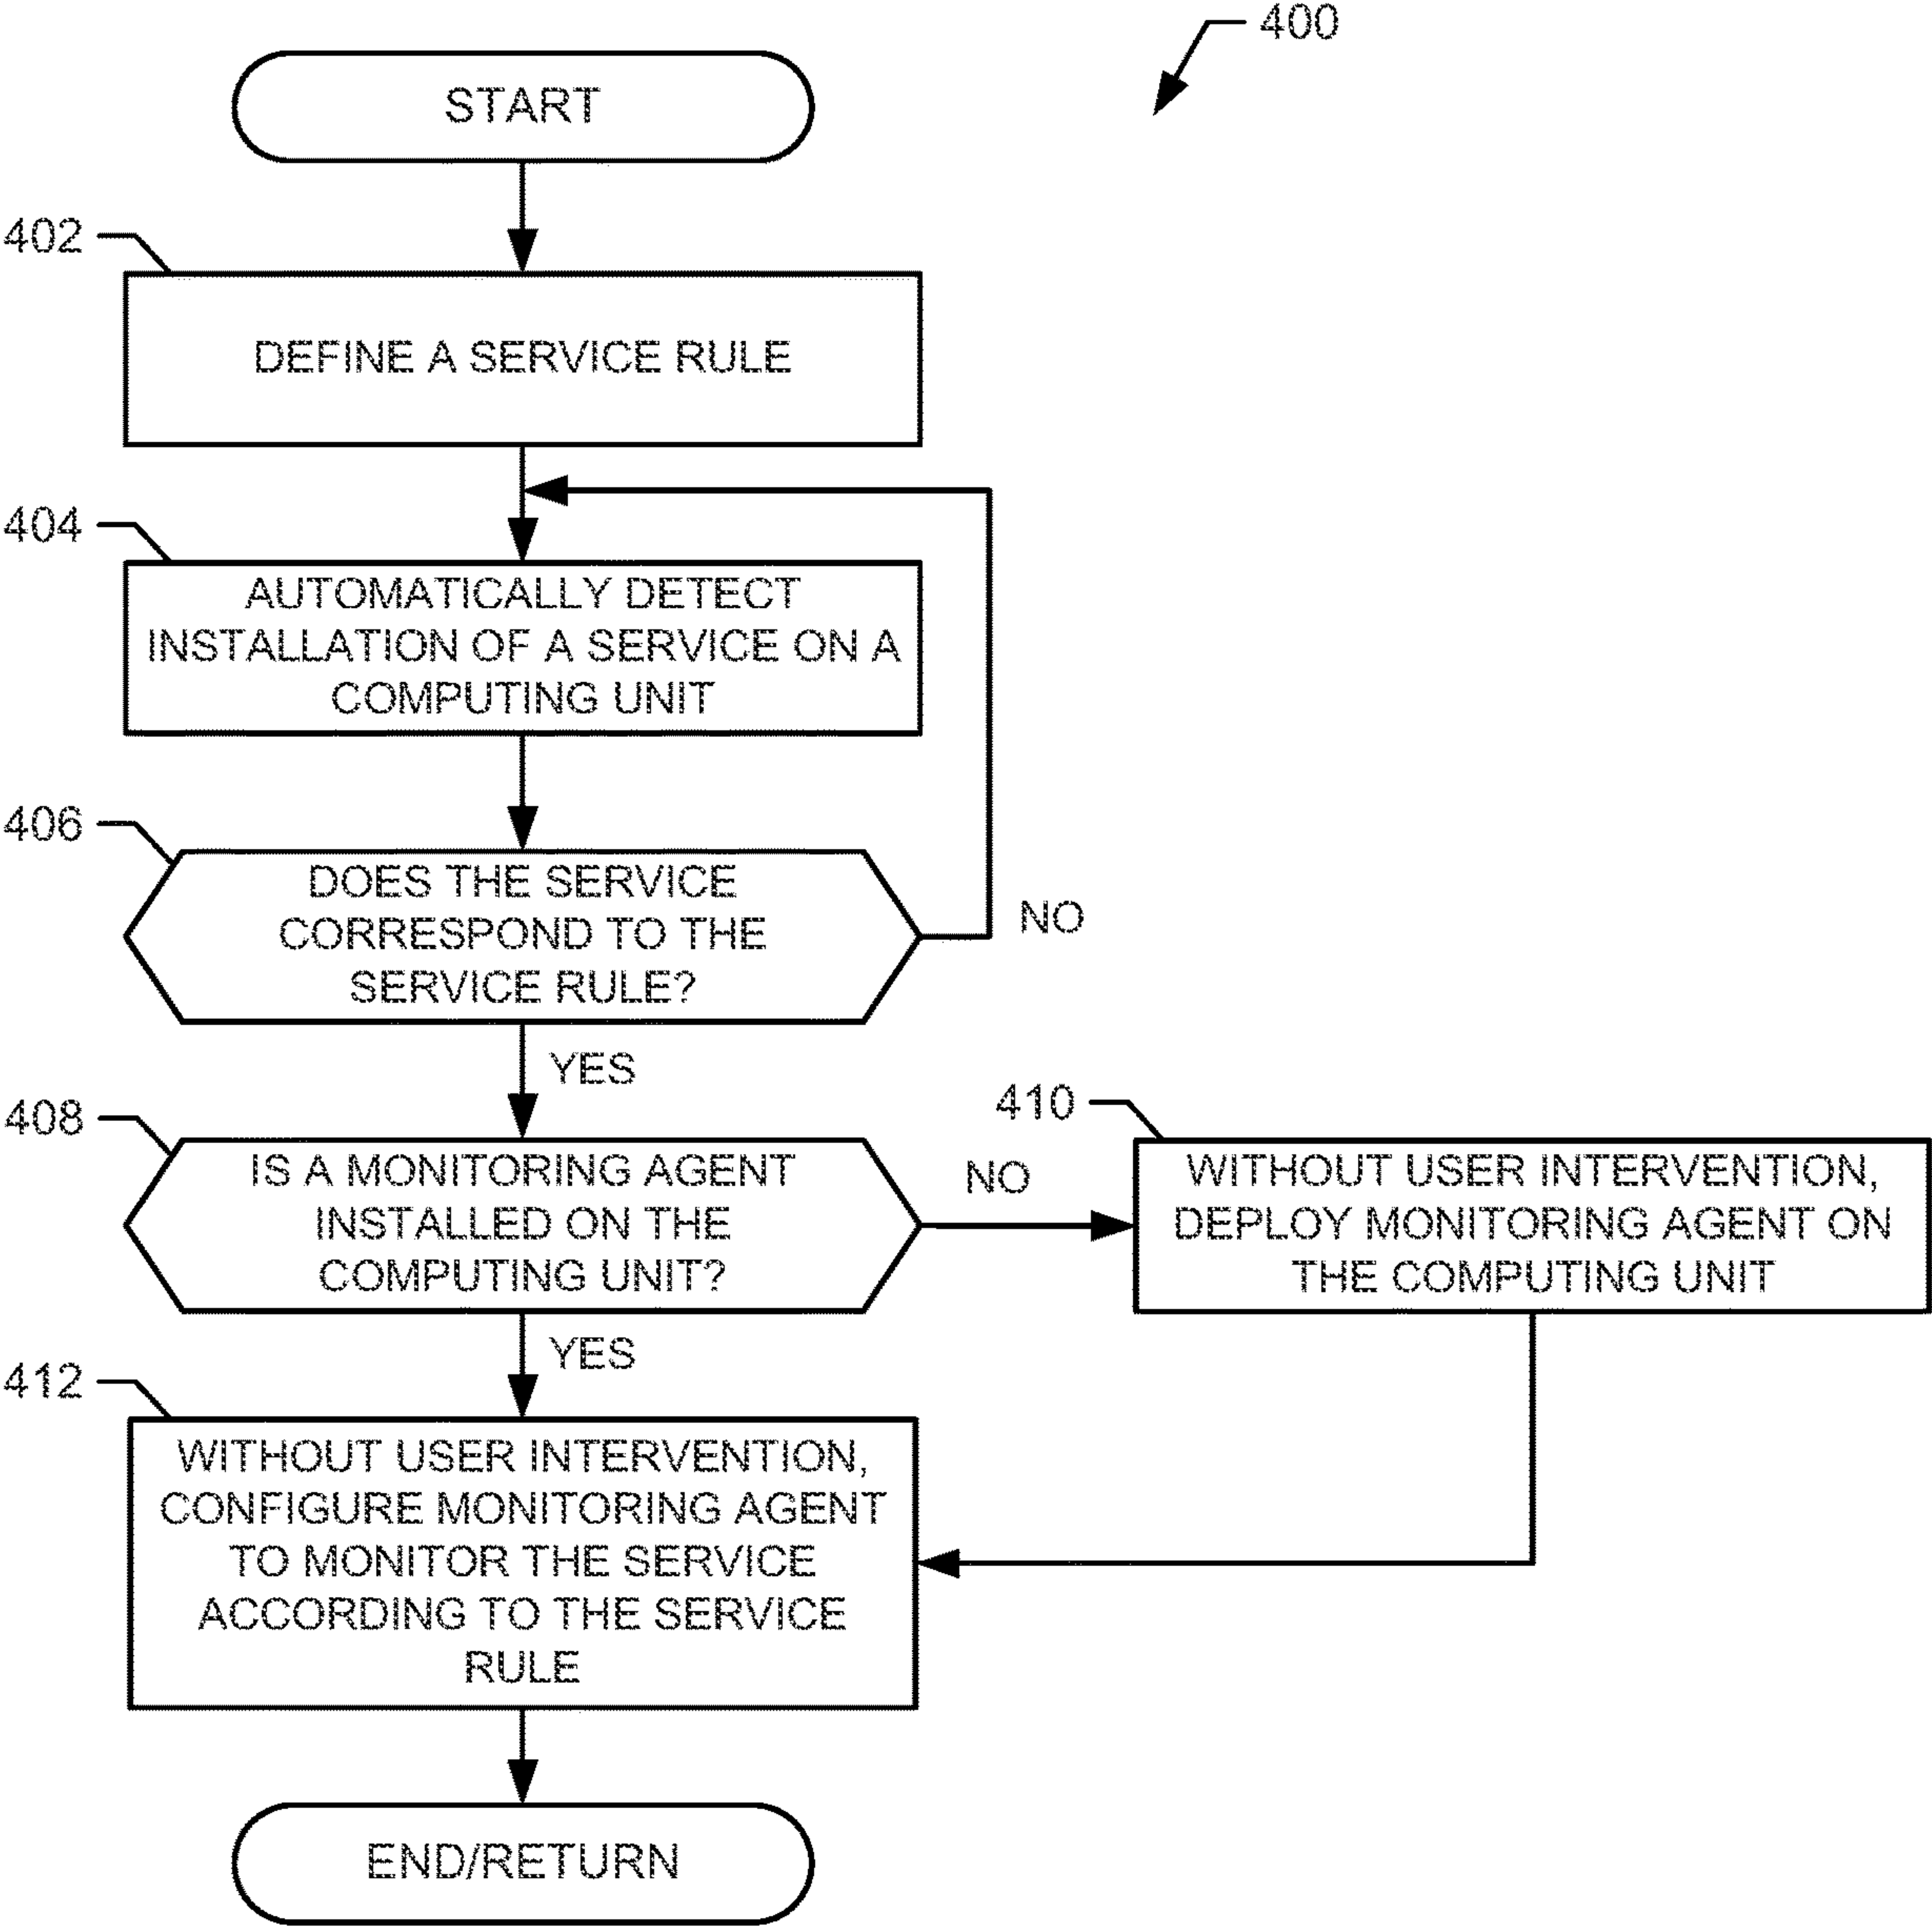 400
START
402
DEFINE A SERVICE RULE
404
AUTOMATICALLY DETECT
INSTALLATION OF A SERVICE ON A
COMPUTING UNIT
406
DOES THE SERVICE
CORRESPOND TO THE
SERVICE RULE?
NO
YES
408
IS A MONITORING AGENT
INSTALLED ON THE
COMPUTING UNIT?
NO
410
WITHOUT USER INTERVENTION,
DEPLOY MONITORING AGENT ON
THE COMPUTING UNIT
YES
412
WITHOUT USER INTERVENTION,
CONFIGURE MONITORING AGENT
TO MONITOR THE SERVICE
ACCORDING TO THE SERVICE
RULE
END/RETURN